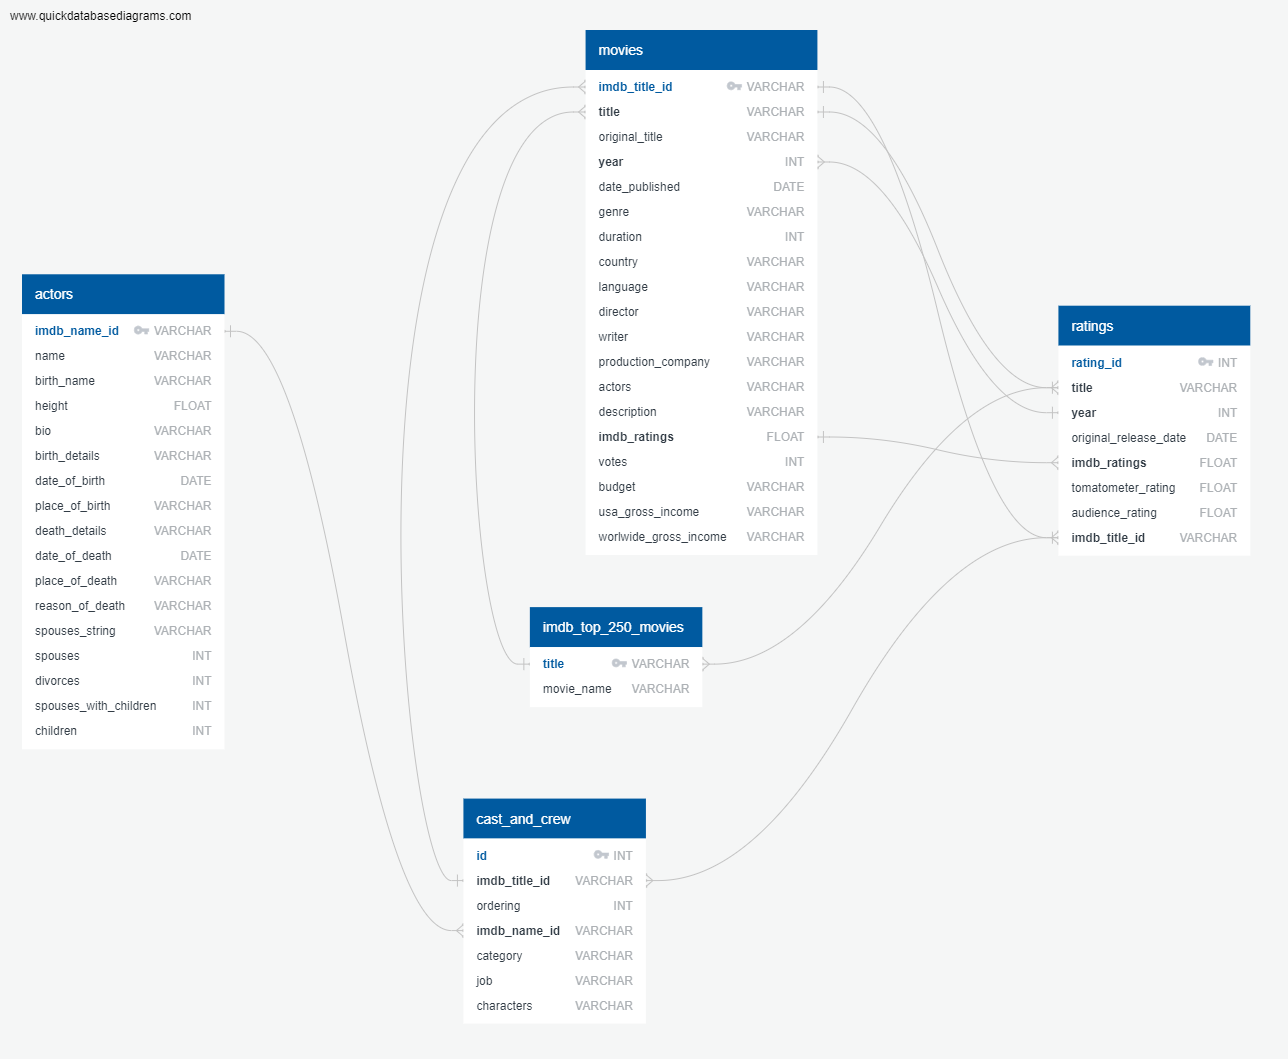 www.quickdatabasediagrams.com
movies
imdb_title_id VARCHAR
title VARCHAR
original_title VARCHAR
year INT
date_published DATE
genre VARCHAR
duration INT
country VARCHAR
language VARCHAR
director VARCHAR
writer VARCHAR
production_company VARCHAR
actors VARCHAR
description VARCHAR
imdb_ratings FLOAT
votes INT
budget VARCHAR
usa_gross_income VARCHAR
worlwide_gross_income VARCHAR
actors
imdb_name_id VARCHAR
name VARCHAR
birth_name VARCHAR
height FLOAT
bio VARCHAR
birth_details VARCHAR
date_of_birth DATE
place_of_birth VARCHAR
death_details VARCHAR
date_of_death DATE
place_of_death VARCHAR
reason_of_death VARCHAR
spouses_string VARCHAR
spouses INT
divorces INT
spouses_with_children INT
children INT
ratings
rating_id INT
title VARCHAR
year INT
original_release_date DATE
imdb_ratings FLOAT
tomatometer_rating FLOAT
audience_rating FLOAT
imdb_title_id VARCHAR
imdb_top_250_movies
title VARCHAR
movie_name VARCHAR
cast_and_crew
id INT
imdb_title_id VARCHAR
ordering INT
imdb_name_id VARCHAR
category VARCHAR
job VARCHAR
characters VARCHAR